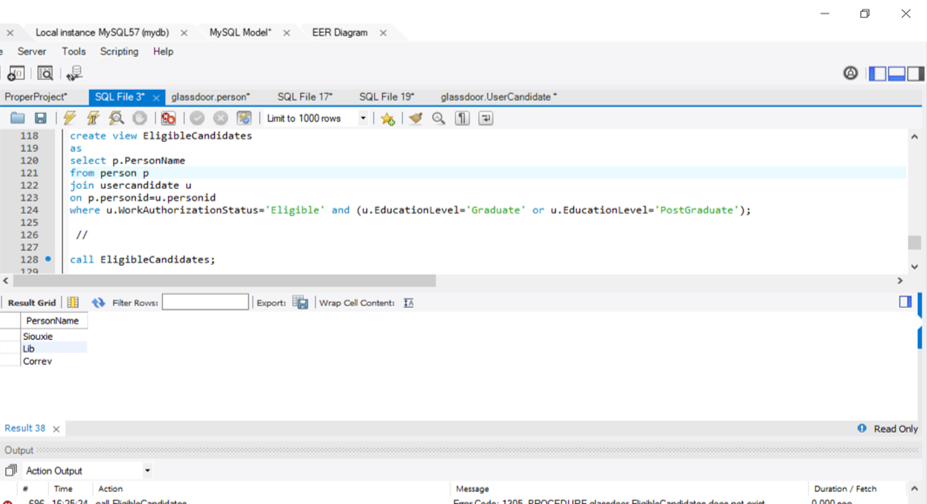 Local instance MySQL57 (mydb) MySQL Model* EER Diagram
Server Tools Scripting Help
ProperProject* SQL File 3* glassdoor.person* SQL File 17* SQL File 19* glassdoor.UserCandidate *
Limit to 1000 rows
118 create view EligibleCandidates
119 as
120 select p.PersonName
121 from person p
122 join usercandidate u
123 on p.personid=u.personid
124 where u.WorkAuthorizationStatus='Eligible' and (u.EducationLevel='Graduate' or u.EducationLevel='PostGraduate');
125
126 //
127
128 call EligibleCandidates;
129
Result Grid Filter Rows: Export: Wrap Cell Content:
PersonName
Siouxie
Lib
Correy
Result 38 Read Only
Output
Action Output
# Time Action Message Duration / Fetch
696 16:25:24 call EligibleCandidates Error Code: 1305. PROCEDURE glassdoor.EligibleCandidates does not exist 0.000 sec